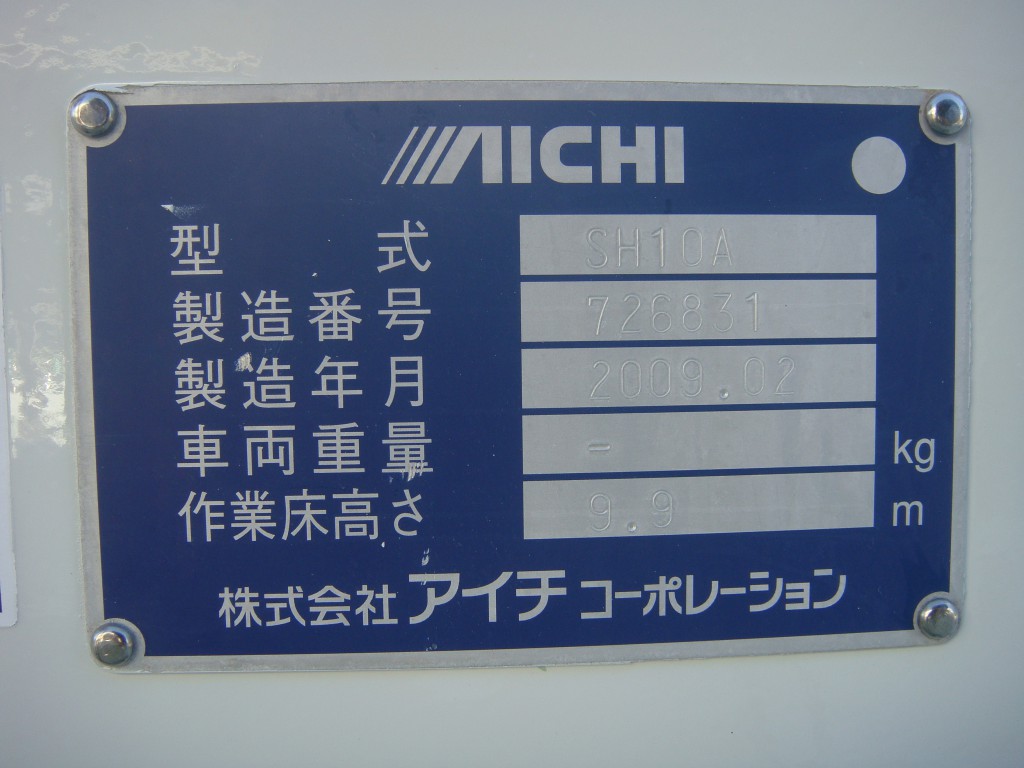 AICHI
型式 SH10A
製造番号 726831
製造年月 2009.02
車両重量 - kg
作業床高さ 9.9 m
株式会社アイチコーポレーション